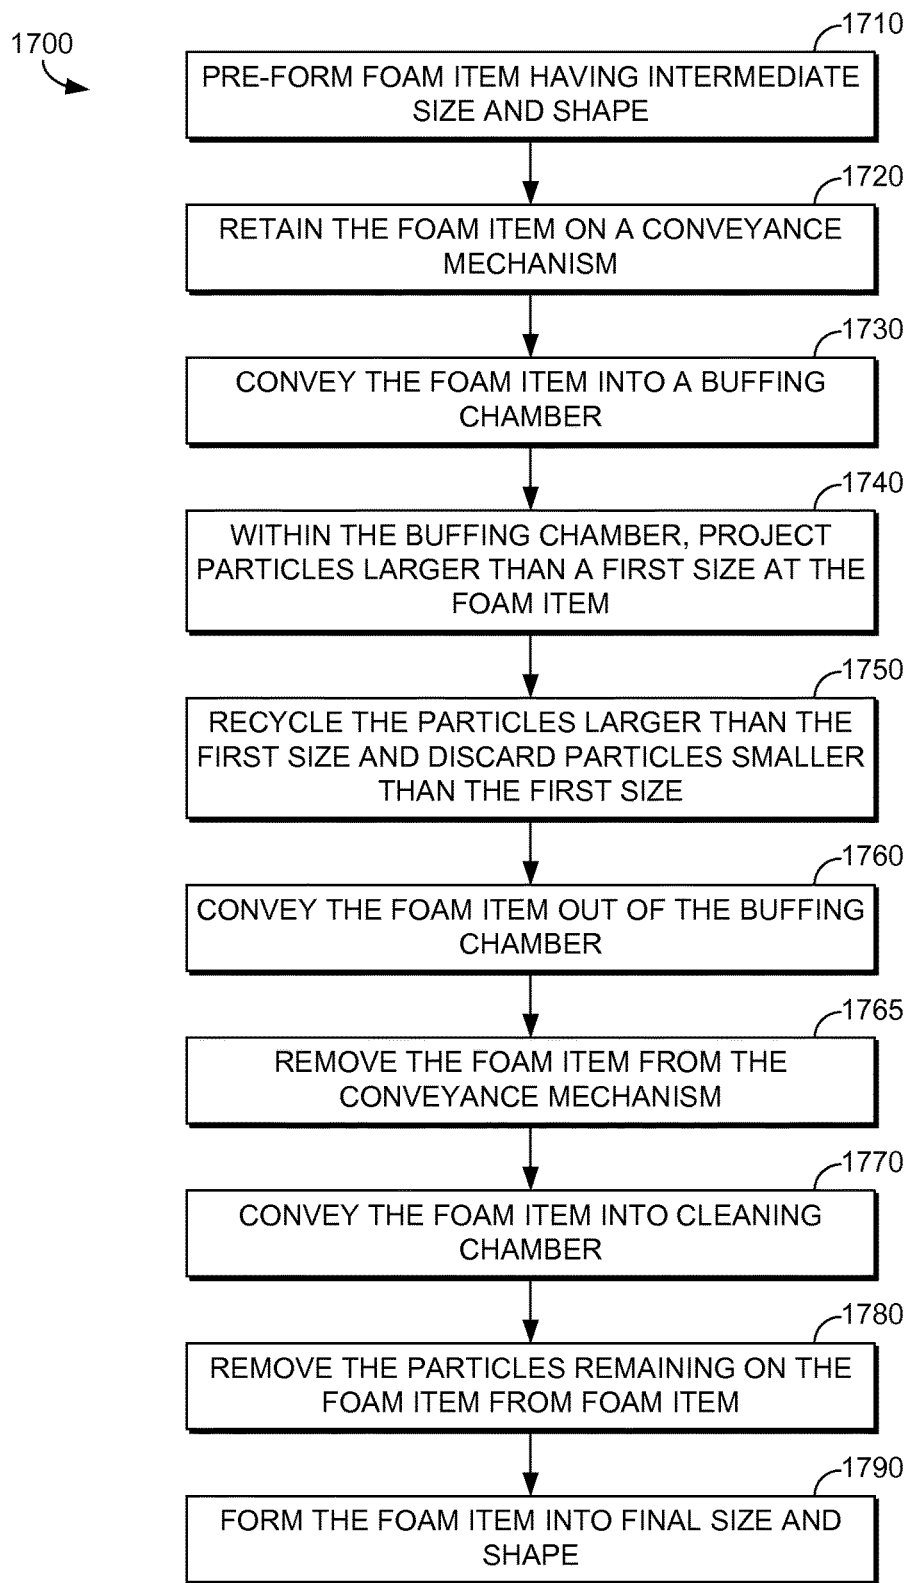 1700
1710
PRE-FORM FOAM ITEM HAVING INTERMEDIATE
SIZE AND SHAPE
1720
RETAIN THE FOAM ITEM ON A CONVEYANCE
MECHANISM
1730
CONVEY THE FOAM ITEM INTO A BUFFING
CHAMBER
1740
WITHIN THE BUFFING CHAMBER, PROJECT
PARTICLES LARGER THAN A FIRST SIZE AT THE
FOAM ITEM
1750
RECYCLE THE PARTICLES LARGER THAN THE
FIRST SIZE AND DISCARD PARTICLES SMALLER
THAN THE FIRST SIZE
1760
CONVEY THE FOAM ITEM OUT OF THE BUFFING
CHAMBER
1765
REMOVE THE FOAM ITEM FROM THE
CONVEYANCE MECHANISM
1770
CONVEY THE FOAM ITEM INTO CLEANING
CHAMBER
1780
REMOVE THE PARTICLES REMAINING ON THE
FOAM ITEM FROM FOAM ITEM
1790
FORM THE FOAM ITEM INTO FINAL SIZE AND
SHAPE